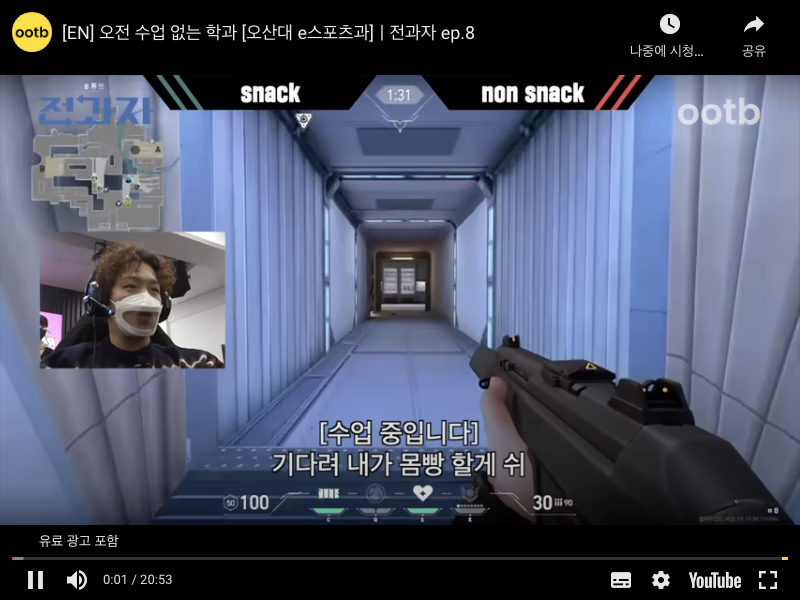 ootb
[EN] 오전 수업 없는 학과 [오산대 e스포츠과] | 전과자 ep.8
나중에 시청...
공유
전과자
snack
1:31
non snack
ootb
A
[수업 중입니다]
기다려 내가 몸빵 할게 쉬
50 100
C
Q
E
X
30 90
0
유료 광고 포함
0:01 / 20:53
YouTube